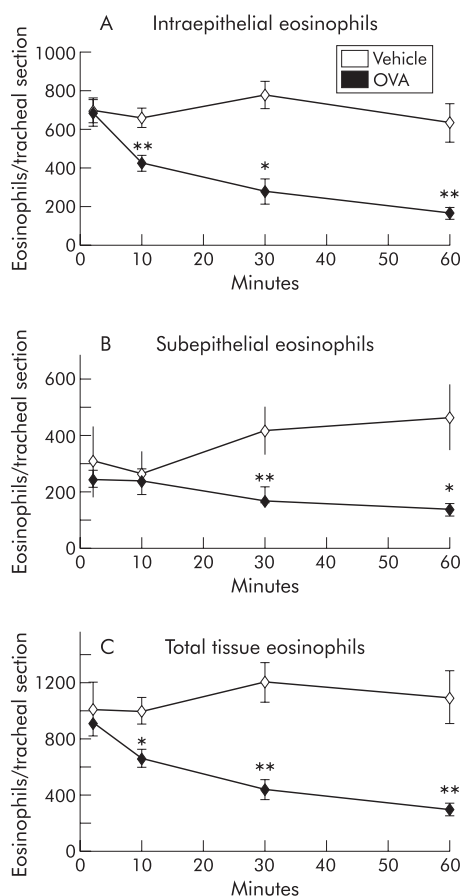 A Intraepithelial eosinophils
Vehicle
OVA
Eosinophils/tracheal section
1000
800
600
400
200
0
** * **
0 10 20 30 40 50 60
Minutes
B Subepithelial eosinophils
Eosinophils/tracheal section
600
400
200
0
** *
0 10 20 30 40 50 60
Minutes
C Total tissue eosinophils
Eosinophils/tracheal section
1200
800
400
0
* ** **
0 10 20 30 40 50 60
Minutes